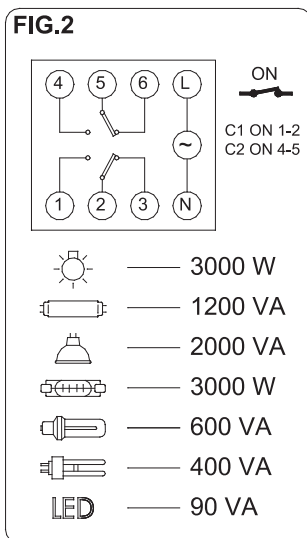 FIG.2
4 5 6 L
ON
C1 ON 1-2
C2 ON 4-5
~
1 2 3 N
3000 W
1200 VA
2000 VA
3000 W
600 VA
400 VA
LED 90 VA